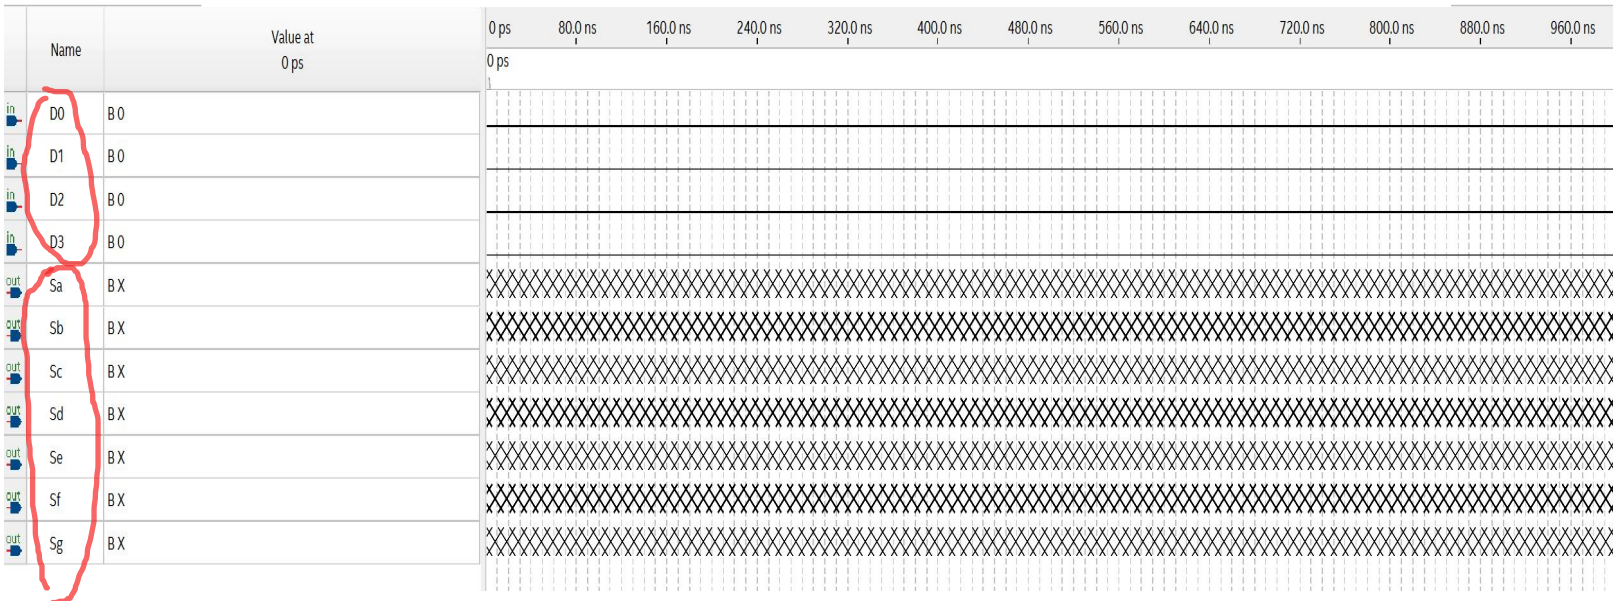 Name Value at 0 ps 0 ps 80.0 ns 160.0 ns 240.0 ns 320.0 ns 400.0 ns 480.0 ns 560.0 ns 640.0 ns 720.0 ns 800.0 ns 880.0 ns 960.0 ns
0 ps
in D0 B 0
in D1 B 0
in D2 B 0
in D3 B 0
out Sa B X
out Sb B X
out Sc B X
out Sd B X
out Se B X
out Sf B X
out Sg B X